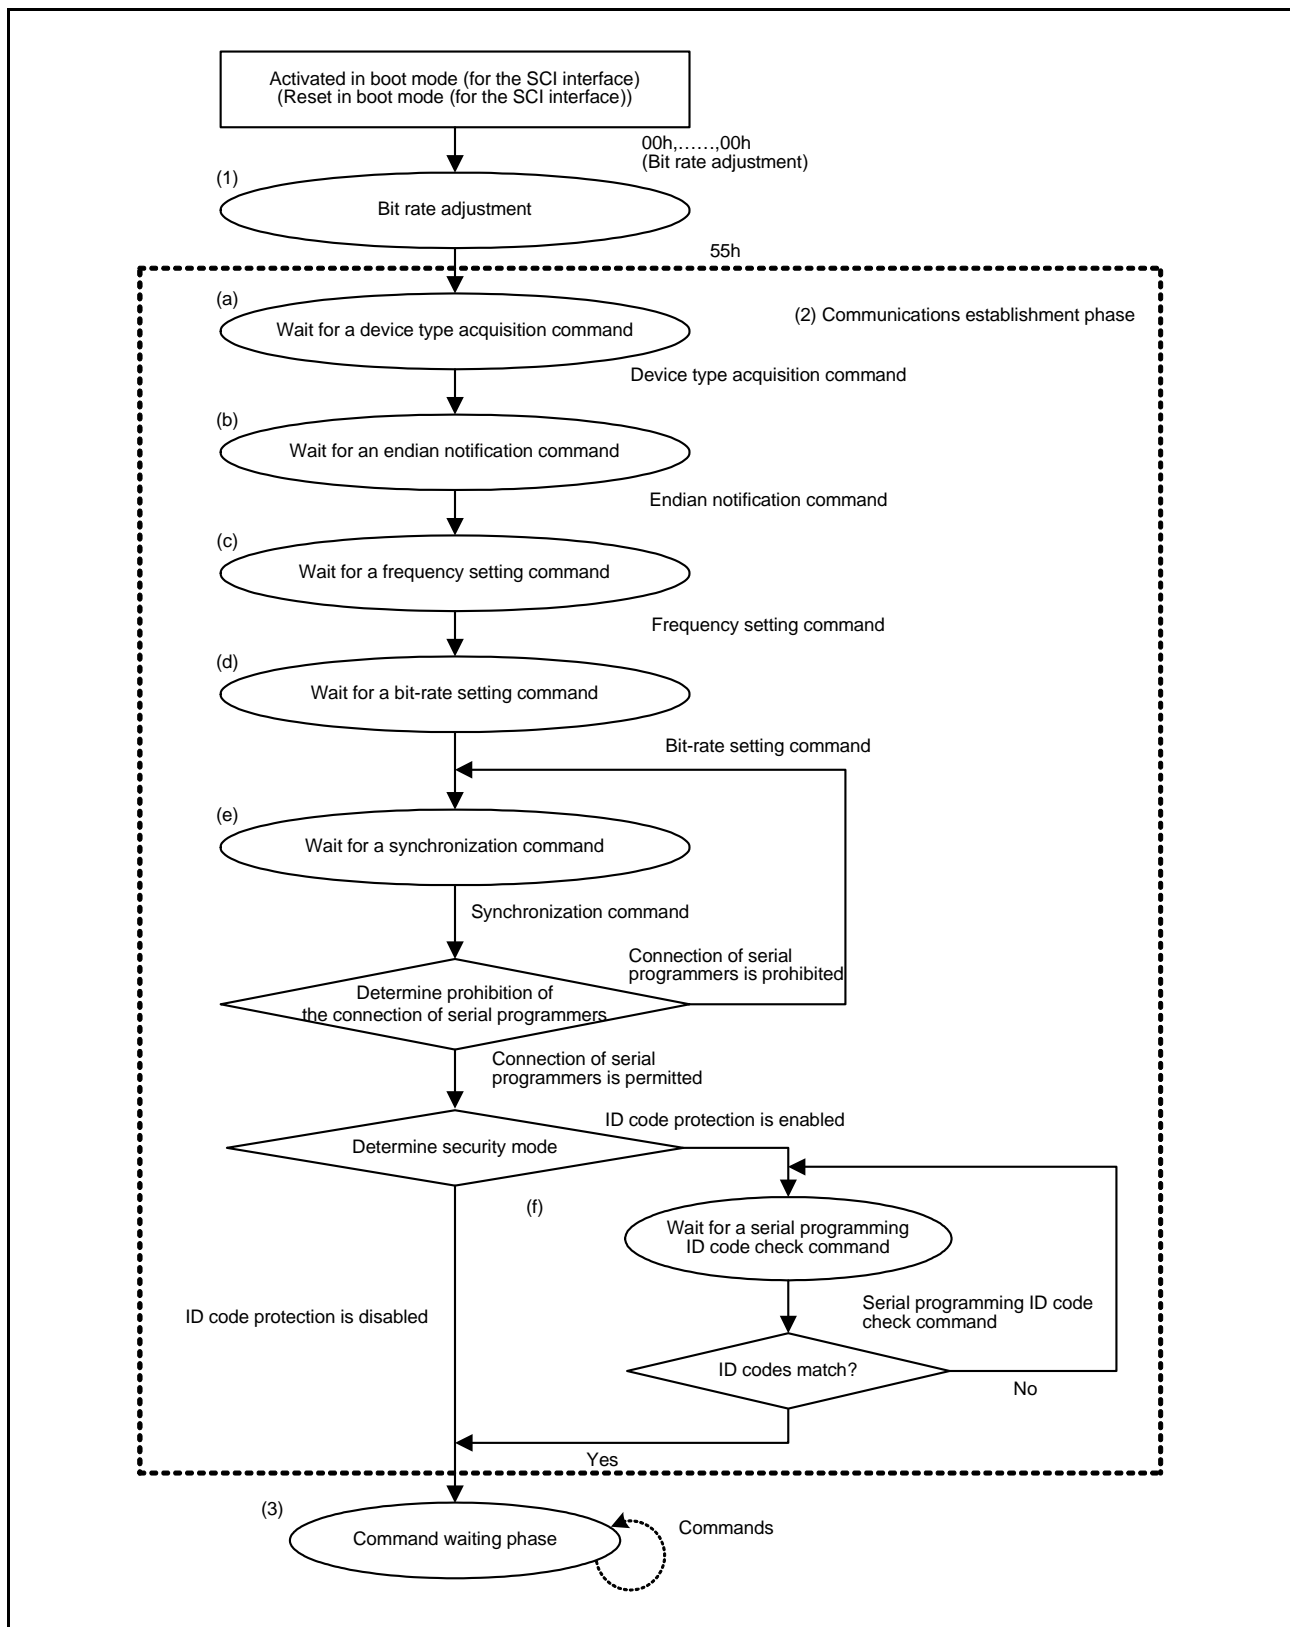 Activated in boot mode (for the SCI interface)
(Reset in boot mode (for the SCI interface))
00h,……,00h
(Bit rate adjustment)
(1)
Bit rate adjustment
55h
(a)
Wait for a device type acquisition command
(2) Communications establishment phase
Device type acquisition command
(b)
Wait for an endian notification command
Endian notification command
(c)
Wait for a frequency setting command
Frequency setting command
(d)
Wait for a bit-rate setting command
Bit-rate setting command
(e)
Wait for a synchronization command
Synchronization command
Connection of serial
programmers is prohibited
Determine prohibition of
the connection of serial programmers
Connection of serial
programmers is permitted
ID code protection is enabled
Determine security mode
(f)
Wait for a serial programming
ID code check command
ID code protection is disabled
Serial programming ID code
check command
ID codes match?
No
Yes
(3)
Command waiting phase
Commands